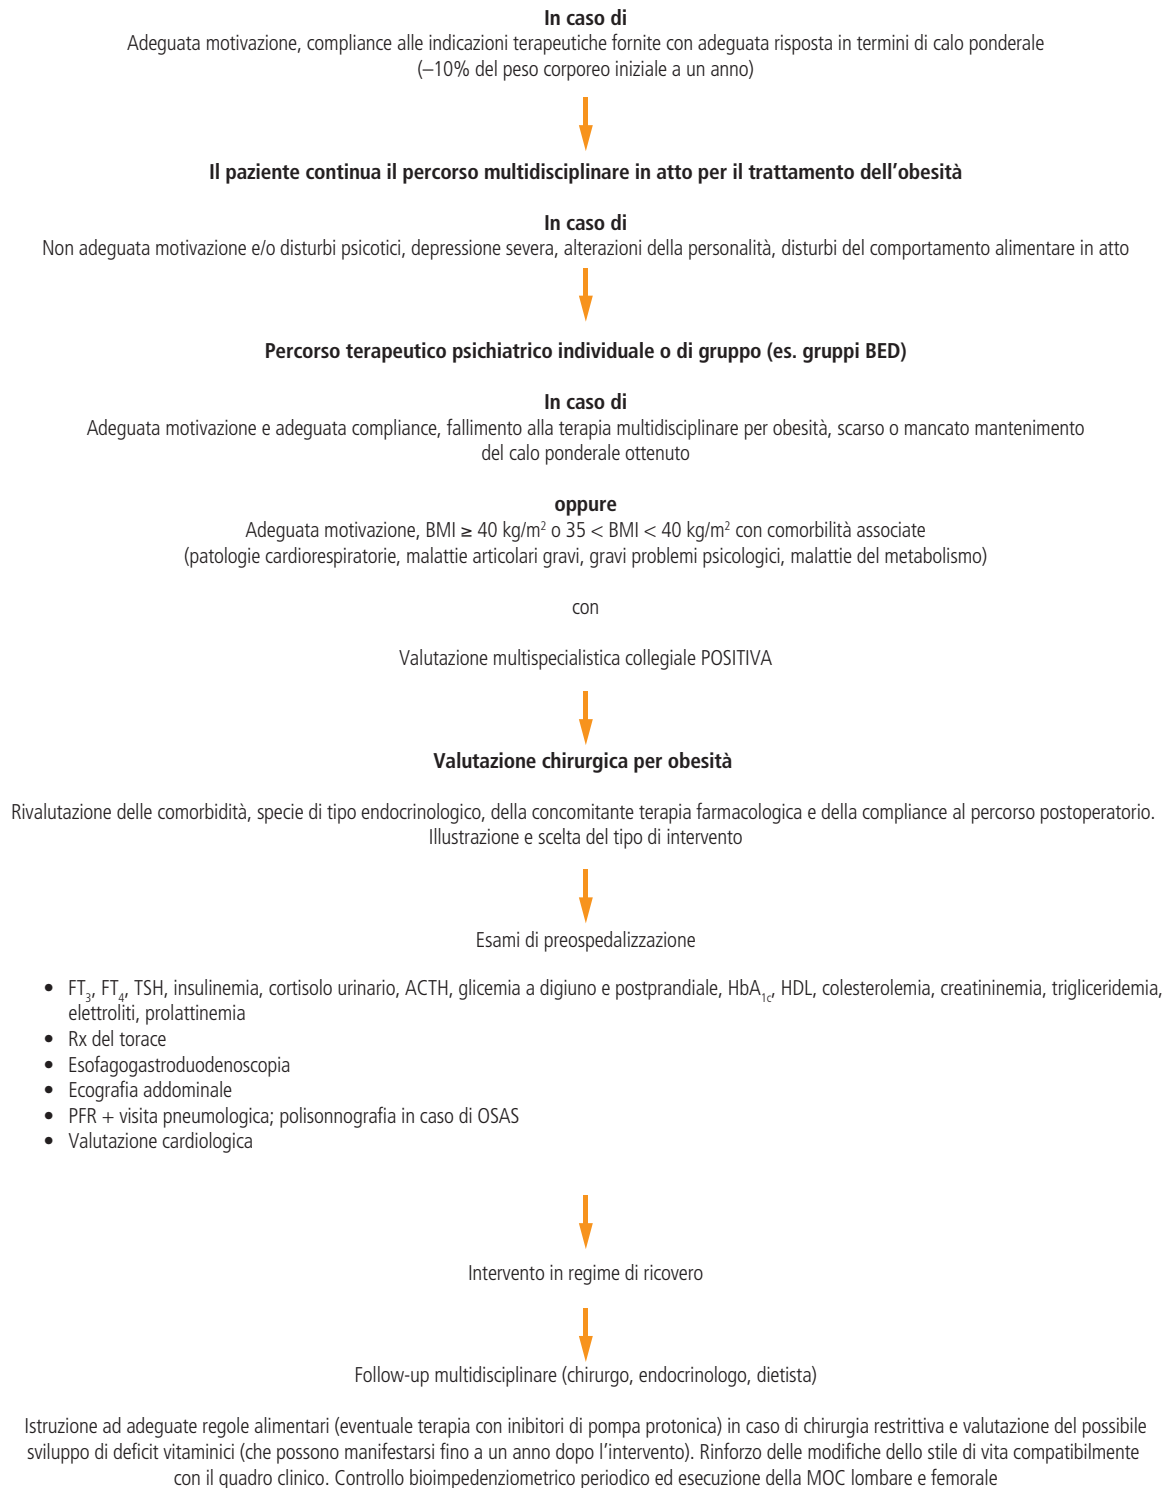 In caso di
Adeguata motivazione, compliance alle indicazioni terapeutiche fornite con adeguata risposta in termini di calo ponderale
(–10% del peso corporeo iniziale a un anno)
Il paziente continua il percorso multidisciplinare in atto per il trattamento dell'obesità
In caso di
Non adeguata motivazione e/o disturbi psicotici, depressione severa, alterazioni della personalità, disturbi del comportamento alimentare in atto
Percorso terapeutico psichiatrico individuale o di gruppo (es. gruppi BED)
In caso di
Adeguata motivazione e adeguata compliance, fallimento alla terapia multidisciplinare per obesità, scarso o mancato mantenimento
del calo ponderale ottenuto
oppure
Adeguata motivazione, BMI ≥ 40 kg/m² o 35 < BMI < 40 kg/m² con comorbilità associate
(patologie cardiorespiratorie, malattie articolari gravi, gravi problemi psicologici, malattie del metabolismo)
con
Valutazione multispecialistica collegiale POSITIVA
Valutazione chirurgica per obesità
Rivalutazione delle comorbidità, specie di tipo endocrinologico, della concomitante terapia farmacologica e della compliance al percorso postoperatorio.
Illustrazione e scelta del tipo di intervento
Esami di preospedalizzazione
• FT₃, FT₄, TSH, insulinemia, cortisolo urinario, ACTH, glicemia a digiuno e postprandiale, HbA₁c, HDL, colesterolemia, creatininemia, trigliceridemia,
elettroliti, prolattinemia
• Rx del torace
• Esofagogastroduodenoscopia
• Ecografia addominale
• PFR + visita pneumologica; polisonnografia in caso di OSAS
• Valutazione cardiologica
Intervento in regime di ricovero
Follow-up multidisciplinare (chirurgo, endocrinologo, dietista)
Istruzione ad adeguate regole alimentari (eventuale terapia con inibitori di pompa protonica) in caso di chirurgia restrittiva e valutazione del possibile
sviluppo di deficit vitaminici (che possono manifestarsi fino a un anno dopo l'intervento). Rinforzo delle modifiche dello stile di vita compatibilmente
con il quadro clinico. Controllo bioimpedenziometrico periodico ed esecuzione della MOC lombare e femorale